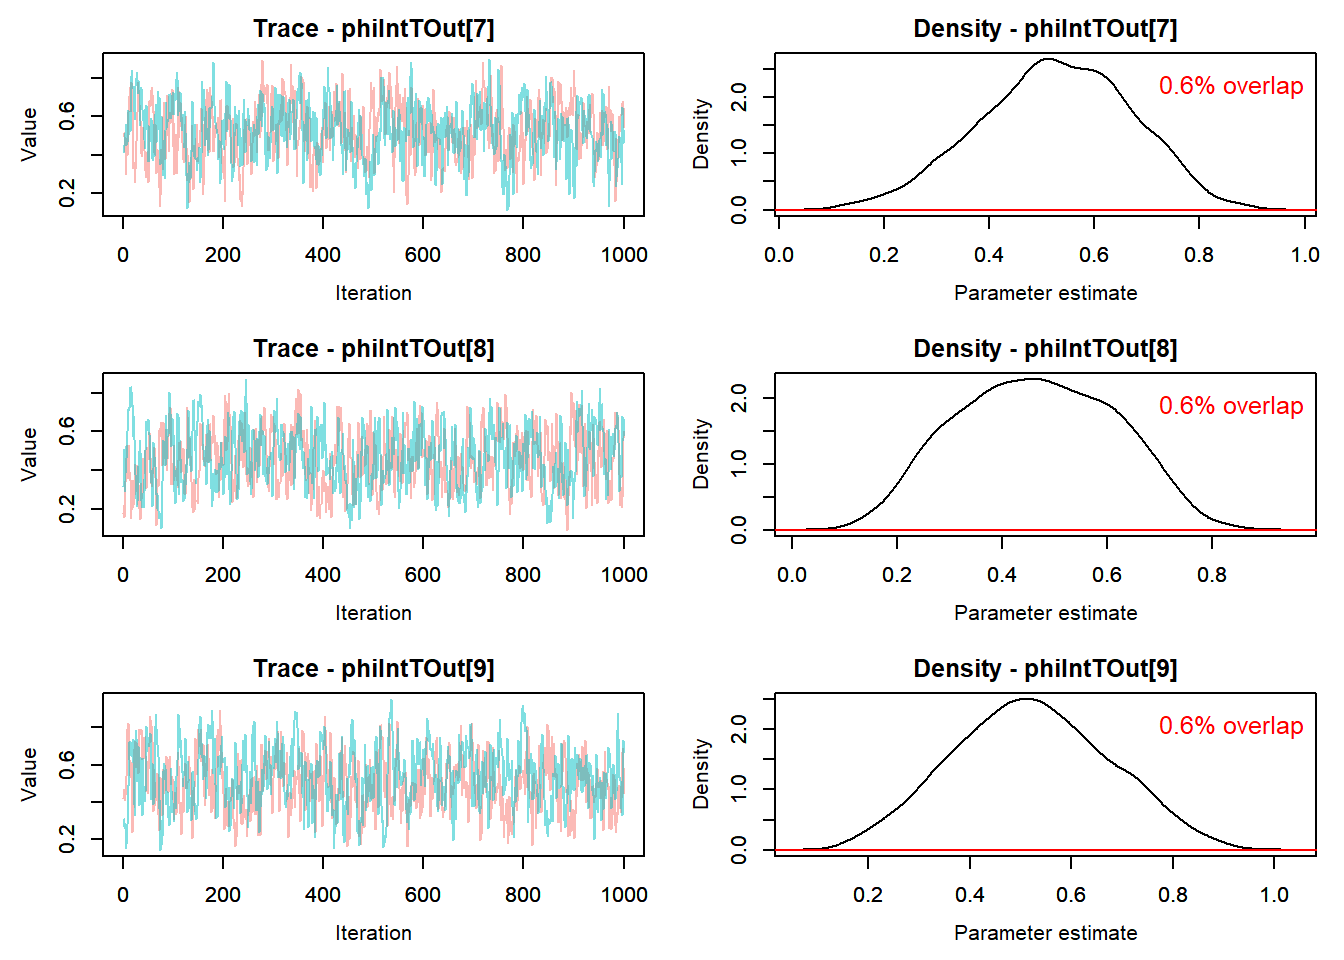 Trace - phiIntTOut[7]
Value
0.2
0.6
0
200
400
600
800
1000
Iteration
Density - phiIntTOut[7]
0.6% overlap
Density
0.0
1.0
2.0
0.0
0.2
0.4
0.6
0.8
1.0
Parameter estimate
Trace - phiIntTOut[8]
Value
0.2
0.6
0
200
400
600
800
1000
Iteration
Density - phiIntTOut[8]
0.6% overlap
Density
0.0
1.0
2.0
0.0
0.2
0.4
0.6
0.8
Parameter estimate
Trace - phiIntTOut[9]
Value
0.2
0.6
0
200
400
600
800
1000
Iteration
Density - phiIntTOut[9]
0.6% overlap
Density
0.0
1.0
2.0
0.2
0.4
0.6
0.8
1.0
Parameter estimate